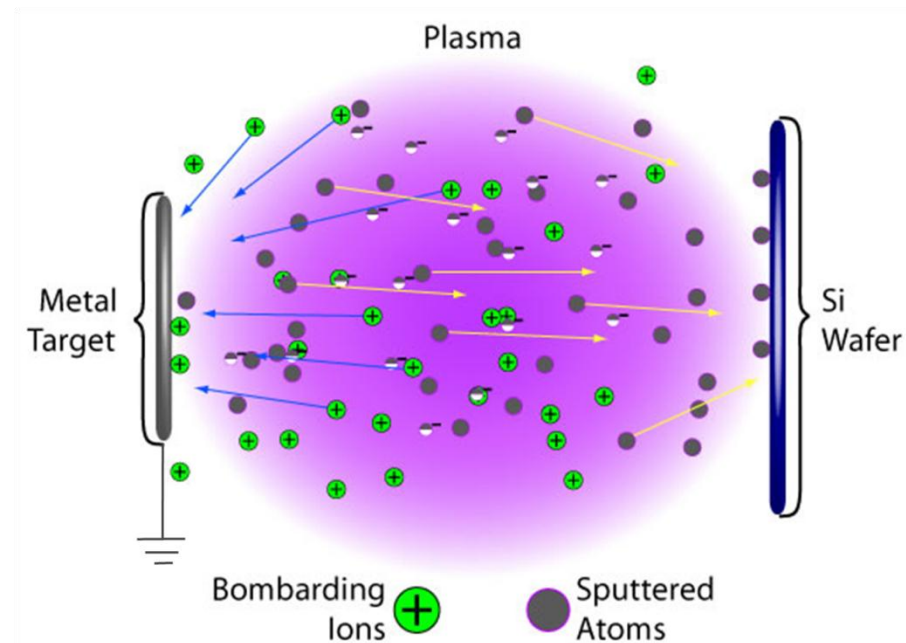 Plasma
Metal
Target
Si
Wafer
Bombarding
Ions
Sputtered
Atoms